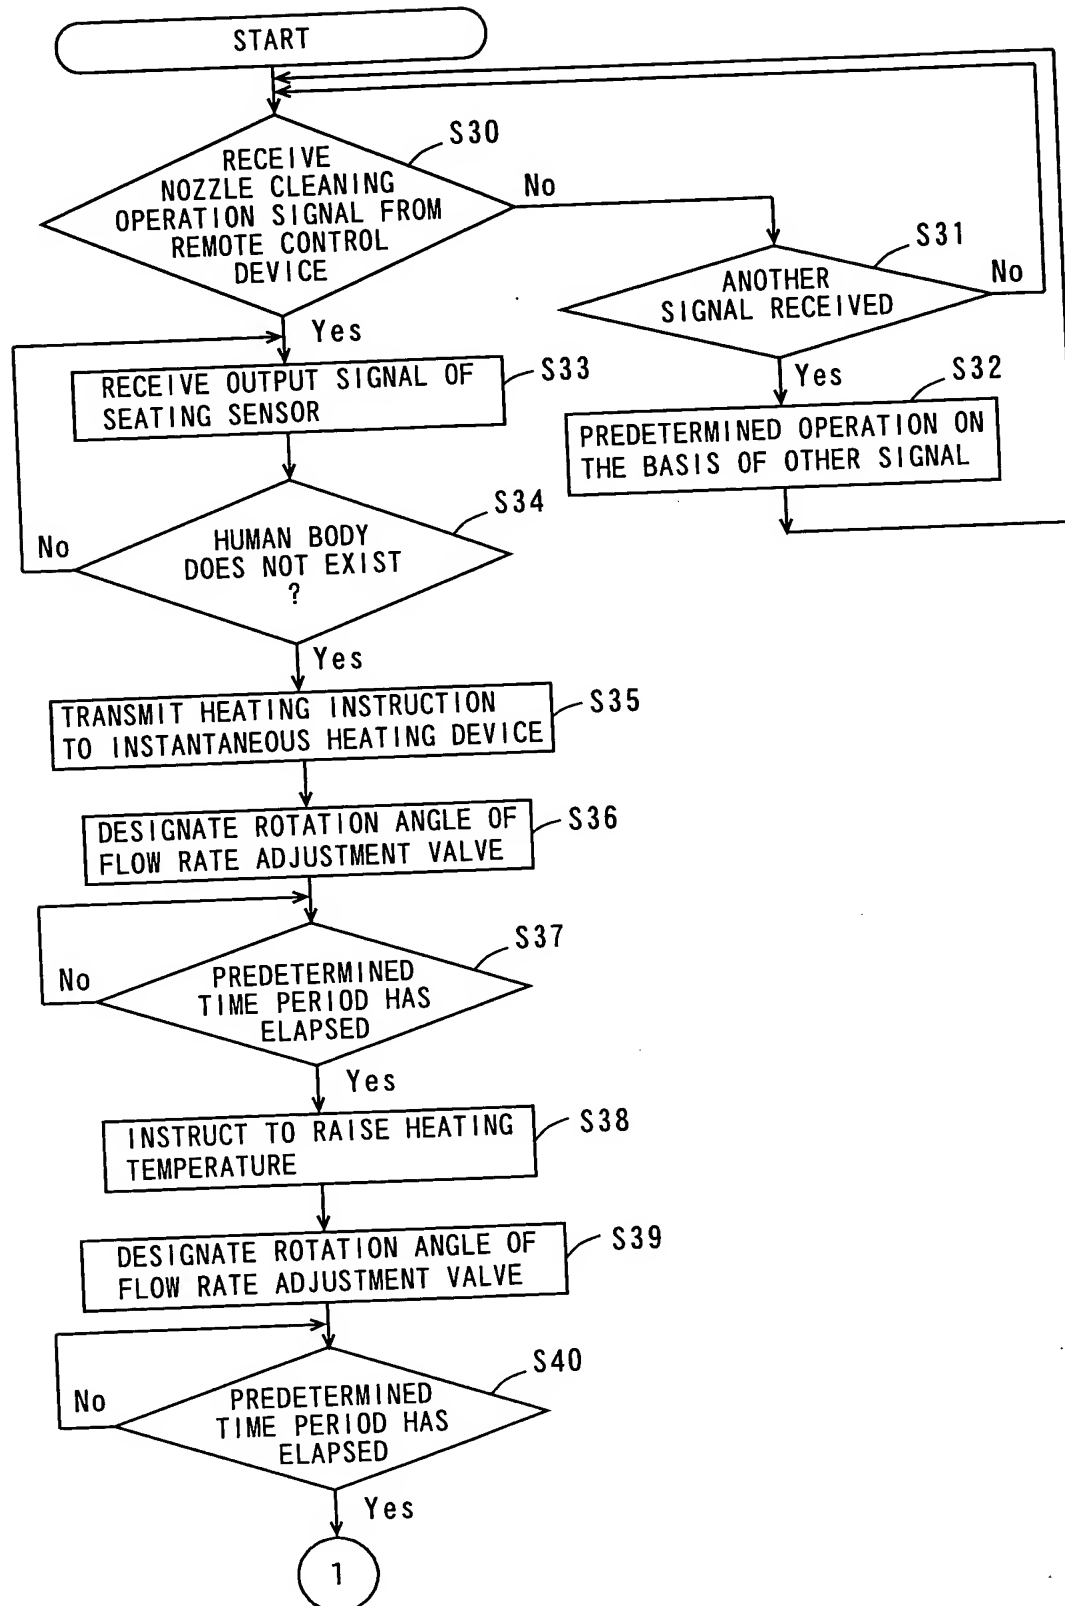 START
S30
RECEIVE
NOZZLE CLEANING
OPERATION SIGNAL FROM
REMOTE CONTROL
DEVICE
No
S31
ANOTHER
SIGNAL RECEIVED
No
Yes
Yes
S32
PREDETERMINED OPERATION ON
THE BASIS OF OTHER SIGNAL
S33
RECEIVE OUTPUT SIGNAL OF
SEATING SENSOR
S34
HUMAN BODY
DOES NOT EXIST
?
No
Yes
S35
TRANSMIT HEATING INSTRUCTION
TO INSTANTANEOUS HEATING DEVICE
S36
DESIGNATE ROTATION ANGLE OF
FLOW RATE ADJUSTMENT VALVE
S37
PREDETERMINED
TIME PERIOD HAS
ELAPSED
No
Yes
S38
INSTRUCT TO RAISE HEATING
TEMPERATURE
S39
DESIGNATE ROTATION ANGLE OF
FLOW RATE ADJUSTMENT VALVE
S40
PREDETERMINED
TIME PERIOD HAS
ELAPSED
No
Yes
1